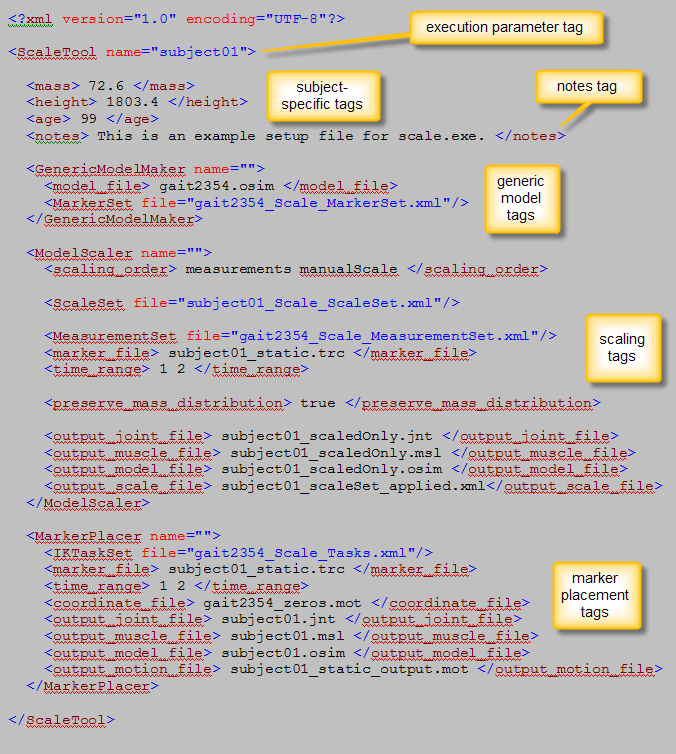 <?xml version="1.0" encoding="UTF-8"?>
execution parameter tag
<ScaleTool name="subject01">
<mass> 72.6 </mass>
<height> 1803.4 </height>
<age> 99 </age>
<notes> This is an example setup file for scale.exe. </notes>
subject-
specific tags
notes tag
<GenericModelMaker name="">
<model_file> gait2354.osim </model_file>
<MarkerSet file="gait2354_Scale_MarkerSet.xml"/>
</GenericModelMaker>
generic
model
tags
<ModelScaler name="">
<scaling_order> measurements manualScale </scaling_order>
<ScaleSet file="subject01_Scale_ScaleSet.xml"/>
<MeasurementSet file="gait2354_Scale_MeasurementSet.xml"/>
<marker_file> subject01_static.trc </marker_file>
<time_range> 1 2 </time_range>
<preserve_mass_distribution> true </preserve_mass_distribution>
<output_joint_file> subject01_scaledOnly.jnt </output_joint_file>
<output_muscle_file> subject01_scaledOnly.msl </output_muscle_file>
<output_model_file> subject01_scaledOnly.osim </output_model_file>
<output_scale_file> subject01_scaleSet_applied.xml</output_scale_file>
</ModelScaler>
scaling
tags
<MarkerPlacer name="">
<IKTaskSet file="gait2354_Scale_Tasks.xml"/>
<marker_file> subject01_static.trc </marker_file>
<time_range> 1 2 </time_range>
<coordinate_file> gait2354_zeros.mot </coordinate_file>
<output_joint_file> subject01.jnt </output_joint_file>
<output_muscle_file> subject01.msl </output_muscle_file>
<output_model_file> subject01.osim </output_model_file>
<output_motion_file> subject01_static_output.mot </output_motion_file>
</MarkerPlacer>
marker
placement
tags
</ScaleTool>